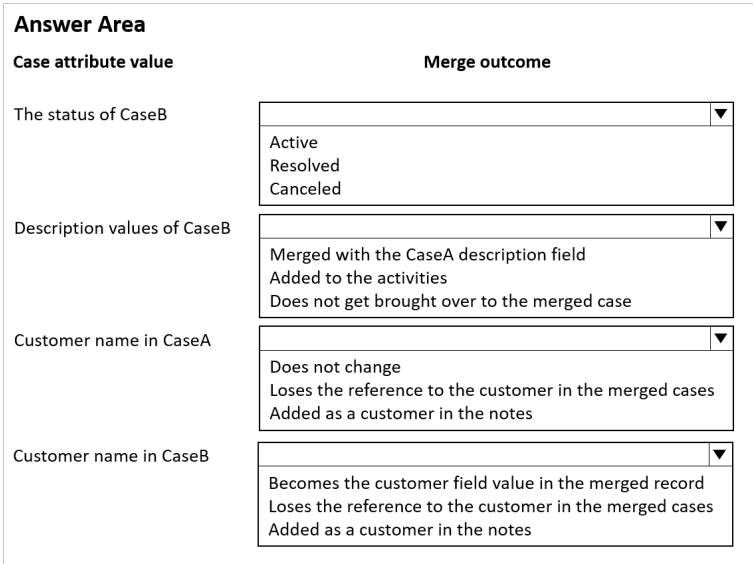 Answer Area
Case attribute value Merge outcome
The status of CaseB
Active
Resolved
Canceled
Description values of CaseB
Merged with the CaseA description field
Added to the activities
Does not get brought over to the merged case
Customer name in CaseA
Does not change
Loses the reference to the customer in the merged cases
Added as a customer in the notes
Customer name in CaseB
Becomes the customer field value in the merged record
Loses the reference to the customer in the merged cases
Added as a customer in the notes